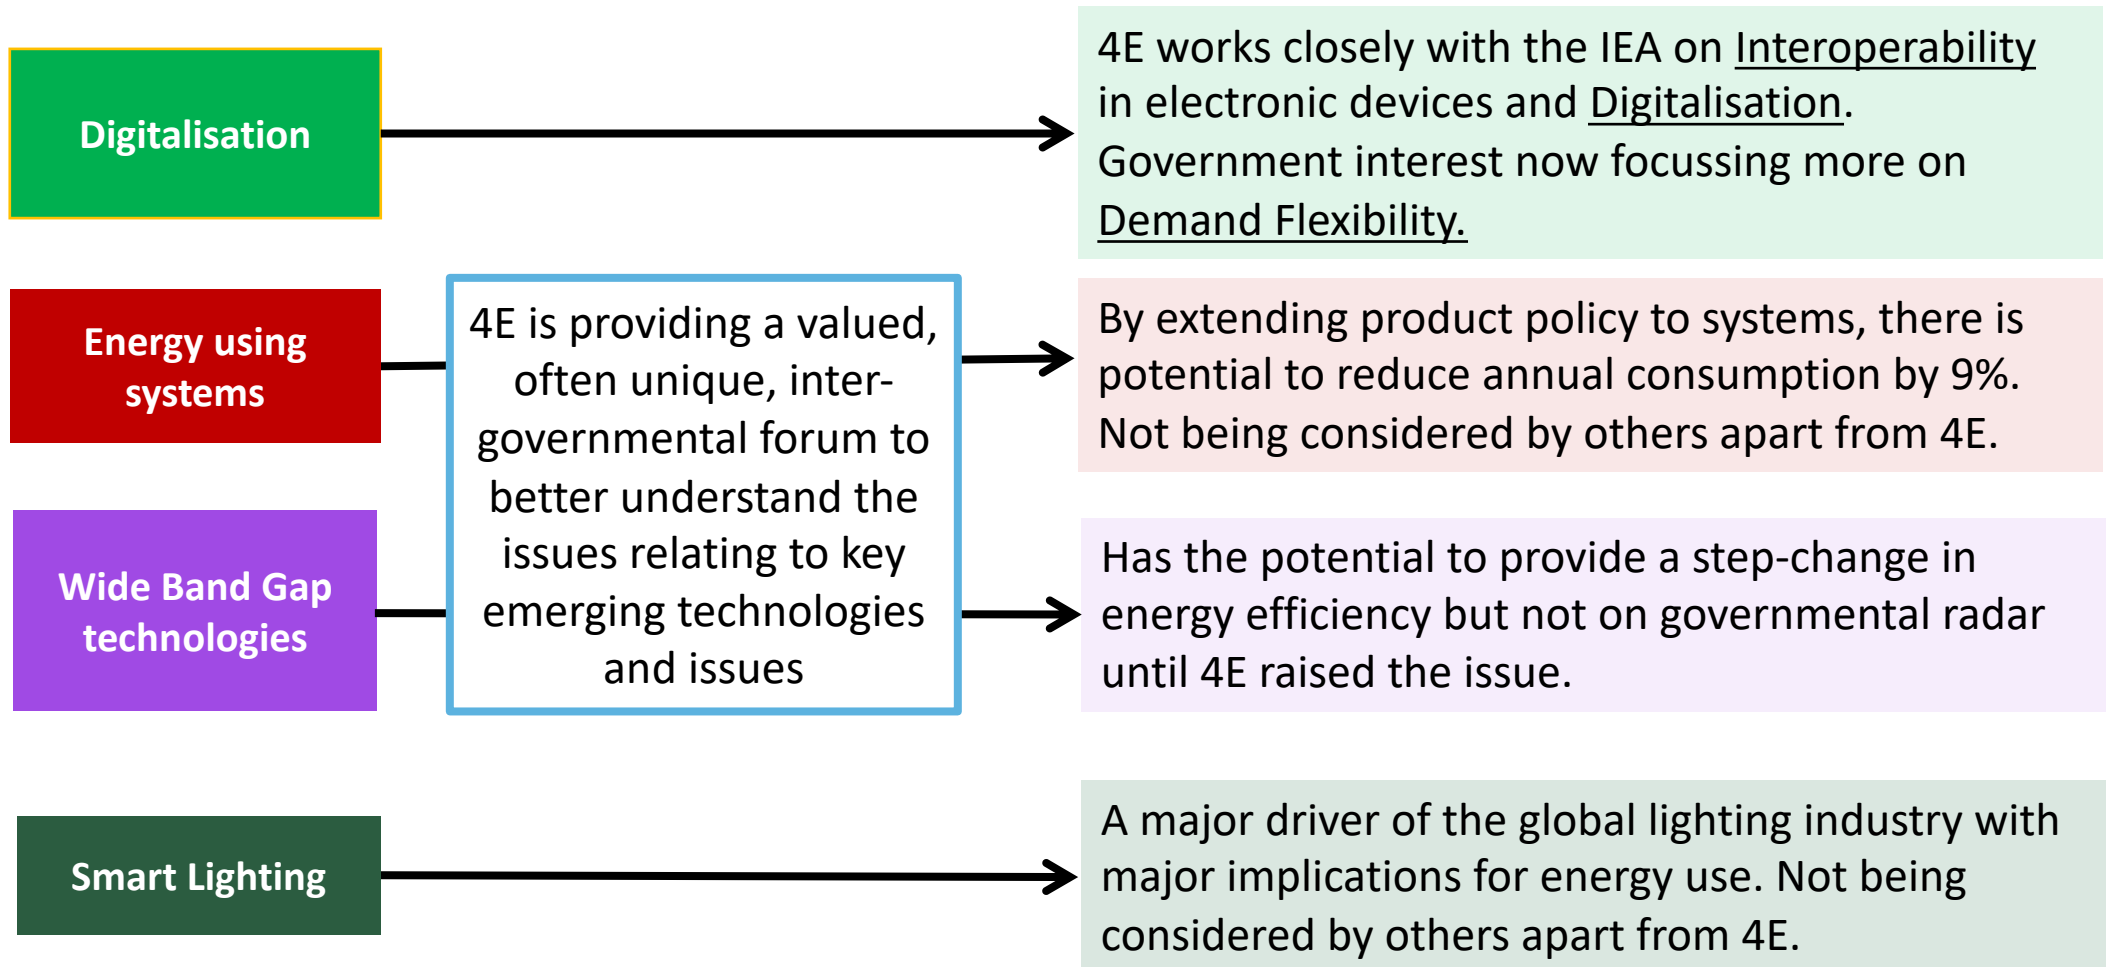 Digitalisation
4E works closely with the IEA on Interoperability
in electronic devices and Digitalisation.
Government interest now focussing more on
Demand Flexibility.
Energy using
systems
4E is providing a valued,
often unique, inter-
governmental forum to
better understand the
issues relating to key
emerging technologies
and issues
By extending product policy to systems, there is
potential to reduce annual consumption by 9%.
Not being considered by others apart from 4E.
Wide Band Gap
technologies
Has the potential to provide a step-change in
energy efficiency but not on governmental radar
until 4E raised the issue.
Smart Lighting
A major driver of the global lighting industry with
major implications for energy use. Not being
considered by others apart from 4E.